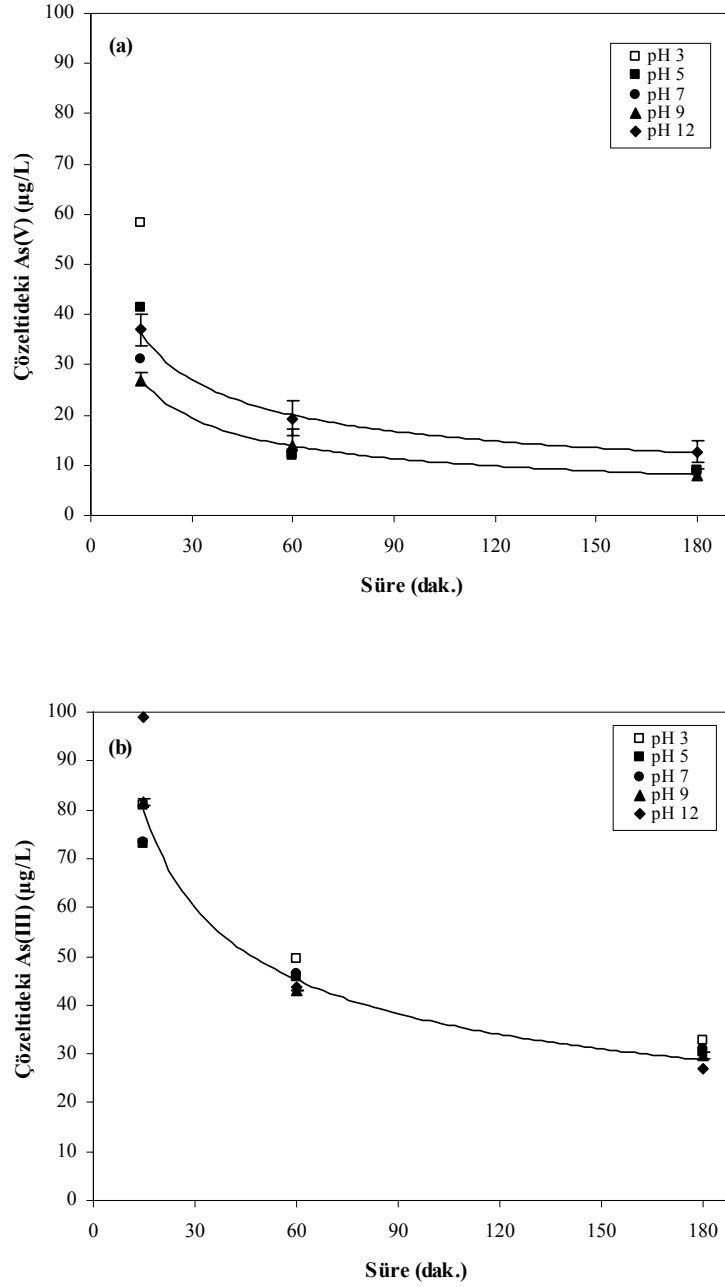 (a)
pH 3
pH 5
pH 7
pH 9
pH 12
Çözeltideki As(V) (µg/L)
100
90
80
70
60
50
40
30
20
10
0
0 30 60 90 120 150 180
Süre (dak.)
(b)
pH 3
pH 5
pH 7
pH 9
pH 12
Çözeltideki As(III) (µg/L)
100
90
80
70
60
50
40
30
20
10
0
0 30 60 90 120 150 180
Süre (dak.)